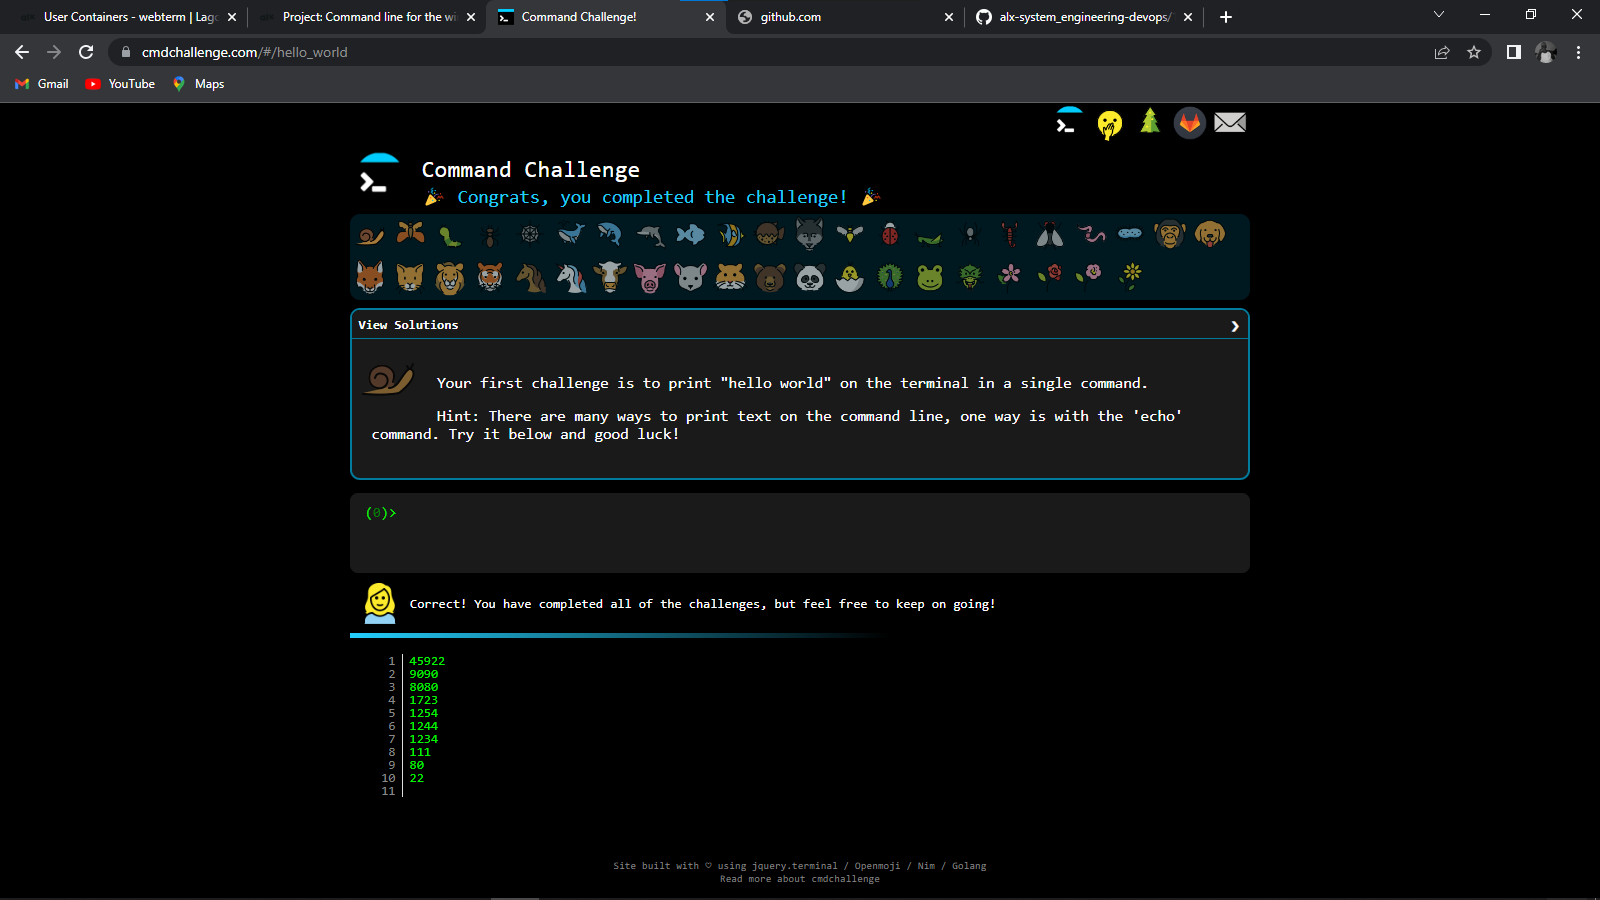 User Containers - webterm | Lag
Project: Command line for the wi
Command Challenge!
github.com
alx-system_engineering-devops/
cmdchallenge.com/#/hello_world
Gmail
YouTube
Maps
Command Challenge
Congrats, you completed the challenge!
View Solutions
Your first challenge is to print "hello world" on the terminal in a single command.
Hint: There are many ways to print text on the command line, one way is with the 'echo'
command. Try it below and good luck!
(0)>
Correct! You have completed all of the challenges, but feel free to keep on going!
1 45922
2 9090
3 8080
4 1723
5 1254
6 1244
7 1234
8 111
9 80
10 22
11
Site built with ♡ using jquery.terminal / Openmoji / Nim / Golang
Read more about cmdchallenge